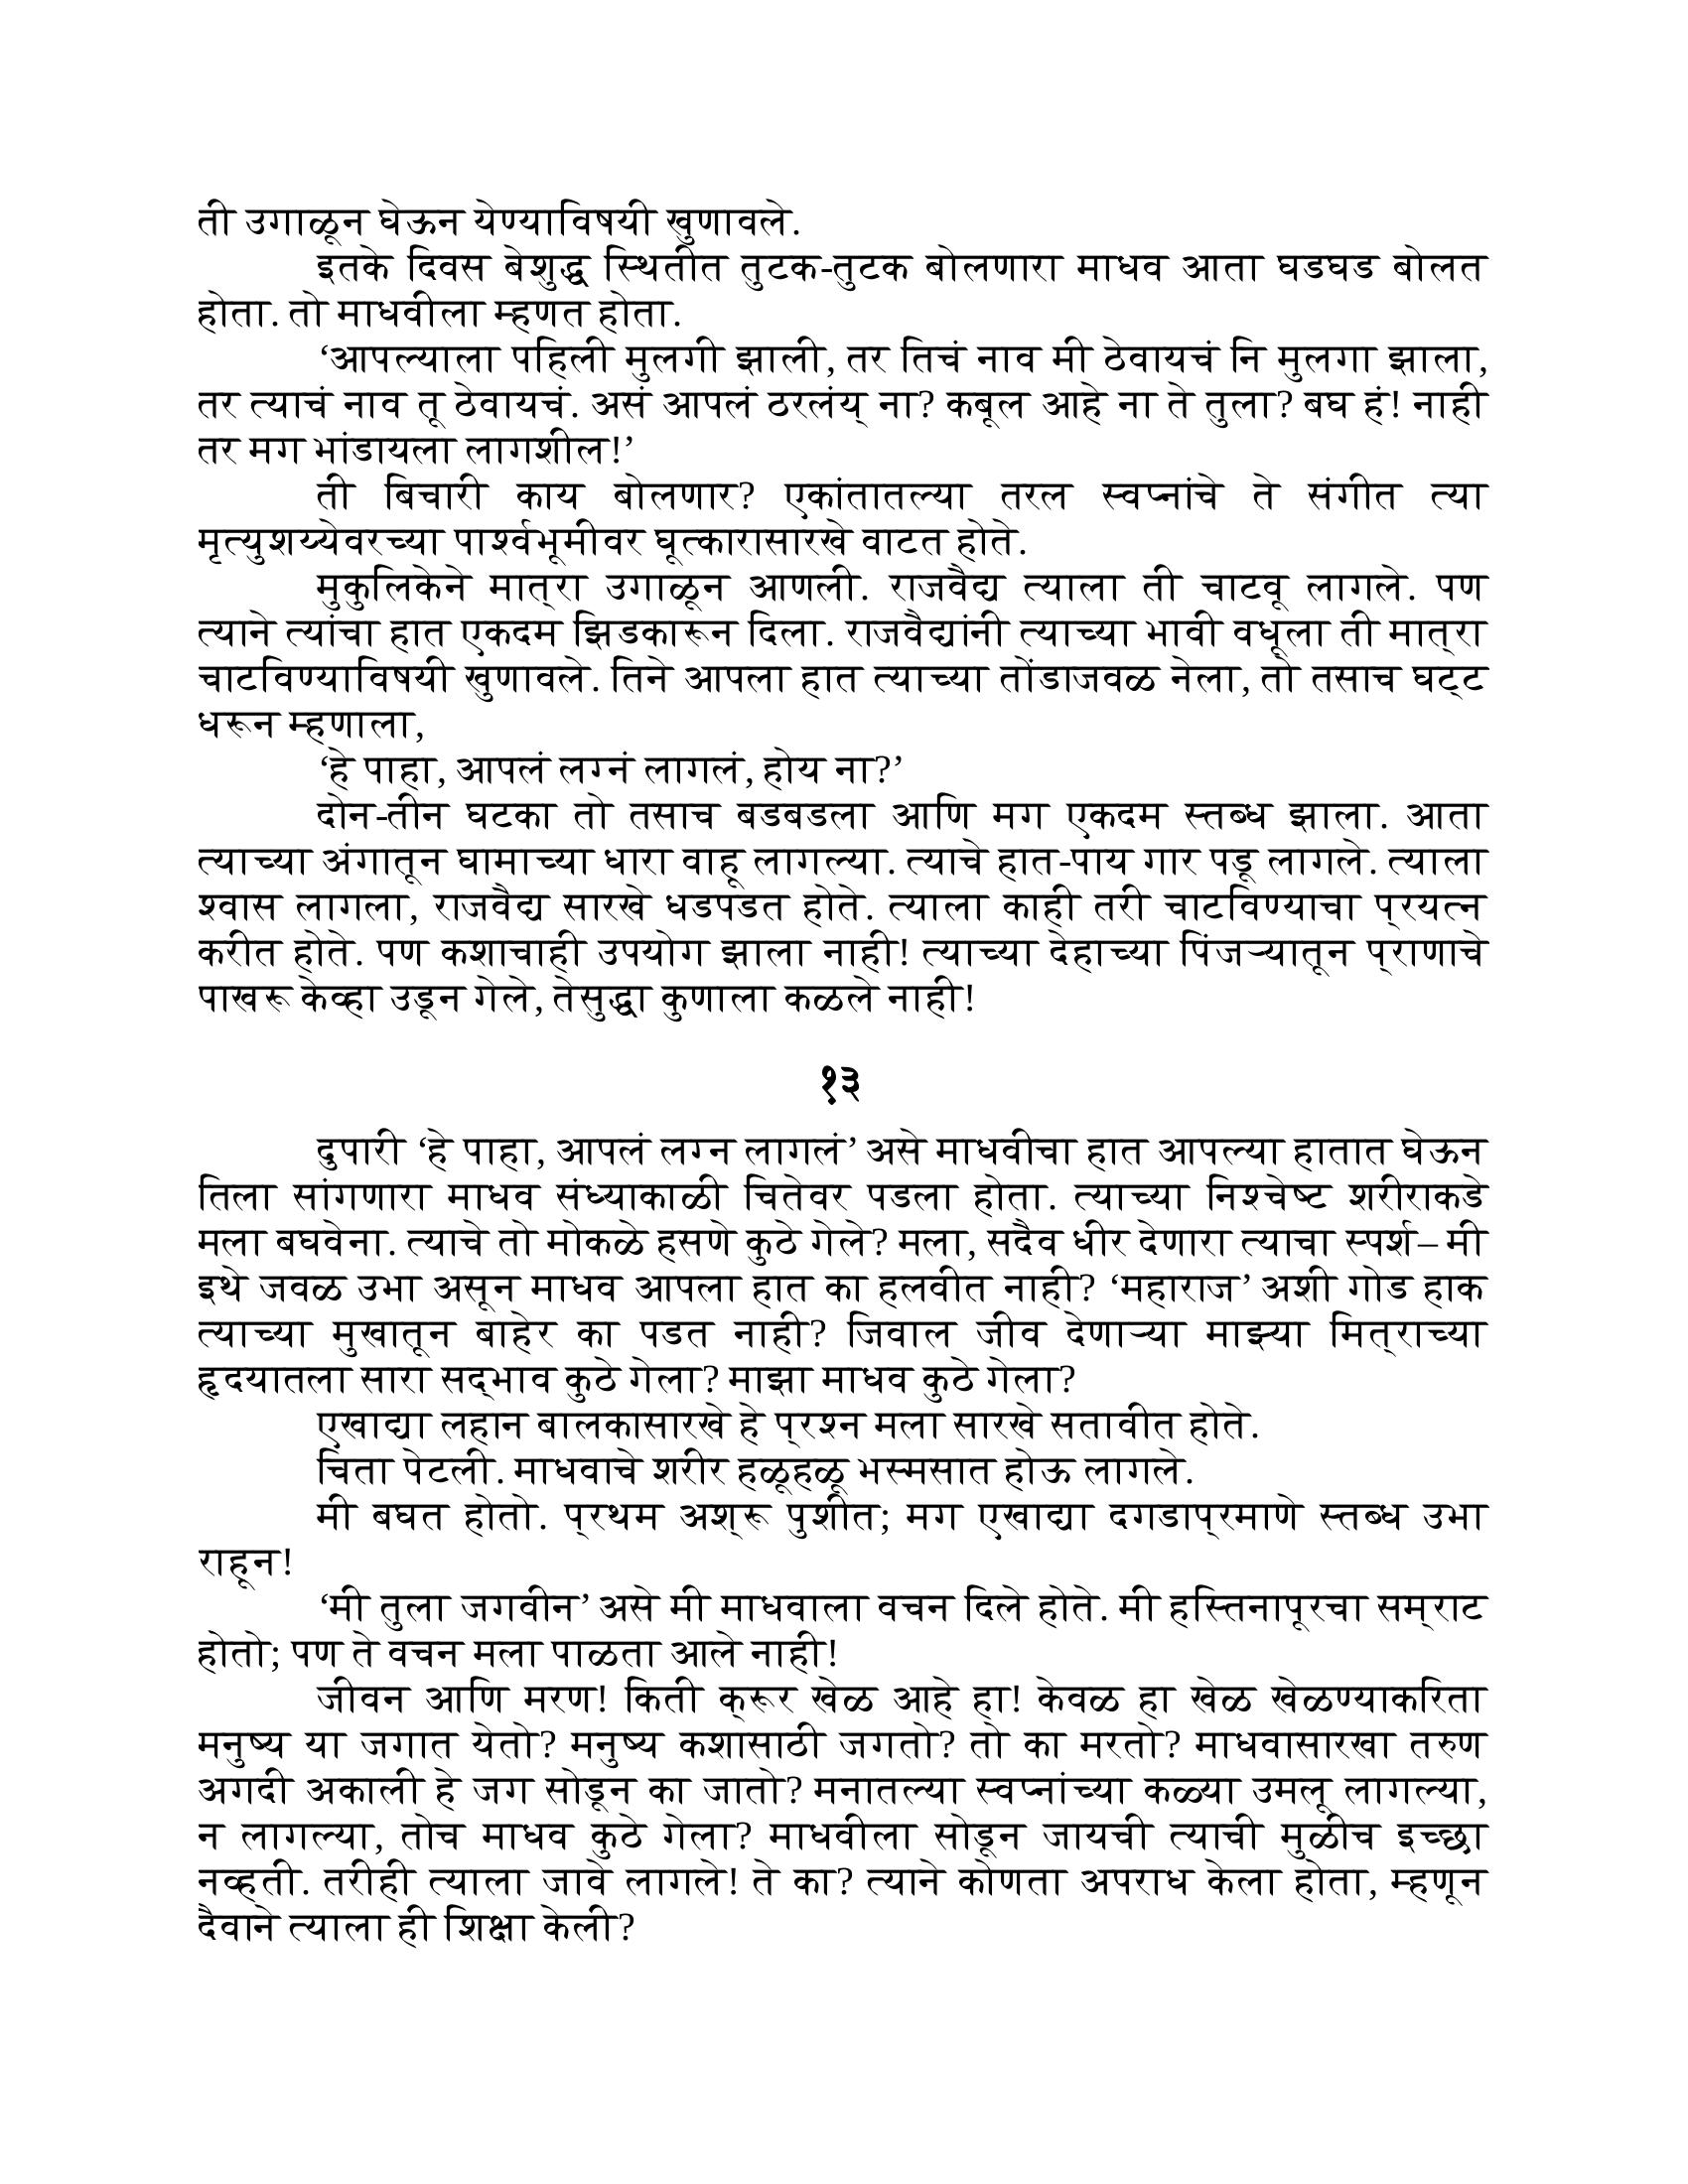 ती उगाळून घेऊन येण्याविषयी खुणावले.
इतके दिवस बेशुद्ध स्थितीत तुटक-तुटक बोलणारा माधव आता घडघड बोलत
होता. तो माधवीला म्हणत होता.
‘आपल्याला पहिली मुलगी झाली, तर तिचं नाव मी ठेवायचं नि मुलगा झाला,
तर त्याचं नाव तू ठेवायचं. असं आपलं ठरलंय् ना? कबूल आहे ना ते तुला? बघ हं! नाही
तर मग भांडायला लागशील!’
ती बिचारी काय बोलणार? एकांतातल्या तरल स्वप्नांचे ते संगीत त्या
मृत्युशय्येवरच्या पार्श्वभूमीवर घूत्कारासारखे वाटत होते.
मुकुलिकेने मात्रा उगाळून आणली. राजवैद्य त्याला ती चाटवू लागले. पण
त्याने त्यांचा हात एकदम झिडकारून दिला. राजवैद्यांनी त्याच्या भावी वधूला ती मात्रा
चाटविण्याविषयी खुणावले. तिने आपला हात त्याच्या तोंडाजवळ नेला, तो तसाच घट्ट
धरून म्हणाला,
‘हे पाहा, आपलं लग्नं लागलं, होय ना?’
दोन-तीन घटका तो तसाच बडबडला आणि मग एकदम स्तब्ध झाला. आता
त्याच्या अंगातून घामाच्या धारा वाहू लागल्या. त्याचे हात-पाय गार पडू लागले. त्याला
श्वास लागला, राजवैद्य सारखे धडपडत होते. त्याला काही तरी चाटविण्याचा प्रयत्न
करीत होते. पण कशाचाही उपयोग झाला नाही! त्याच्या देहाच्या पिंजऱ्यातून प्राणाचे
पाखरू केव्हा उडून गेले, तेसुद्धा कुणाला कळले नाही!
१३
दुपारी ‘हे पाहा, आपलं लग्न लागलं’ असे माधवीचा हात आपल्या हातात घेऊन
तिला सांगणारा माधव संध्याकाळी चितेवर पडला होता. त्याच्या निश्चेष्ट शरीराकडे
मला बघवेना. त्याचे तो मोकळे हसणे कुठे गेले? मला, सदैव धीर देणारा त्याचा स्पर्श– मी
इथे जवळ उभा असून माधव आपला हात का हलवीत नाही? ‘महाराज’ अशी गोड हाक
त्याच्या मुखातून बाहेर का पडत नाही? जिवाल जीव देणाऱ्या माझ्या मित्राच्या
हृदयातला सारा सद्‌भाव कुठे गेला? माझा माधव कुठे गेला?
एखाद्या लहान बालकासारखे हे प्रश्न मला सारखे सतावीत होते.
चिता पेटली. माधवाचे शरीर हळूहळू भस्मसात होऊ लागले.
मी बघत होतो. प्रथम अश्रू पुशीत; मग एखाद्या दगडाप्रमाणे स्तब्ध उभा
राहून!
‘मी तुला जगवीन’ असे मी माधवाला वचन दिले होते. मी हस्तिनापूरचा सम्राट
होतो; पण ते वचन मला पाळता आले नाही!
जीवन आणि मरण! किती क्रूर खेळ आहे हा! केवळ हा खेळ खेळण्याकरिता
मनुष्य या जगात येतो? मनुष्य कशासाठी जगतो? तो का मरतो? माधवासारखा तरुण
अगदी अकाली हे जग सोडून का जातो? मनातल्या स्वप्नांच्या कळ्या उमलू लागल्या,
न लागल्या, तोच माधव कुठे गेला? माधवीला सोडून जायची त्याची मुळीच इच्छा
नव्हती. तरीही त्याला जावे लागले! ते का? त्याने कोणता अपराध केला होता, म्हणून
दैवाने त्याला ही शिक्षा केली?